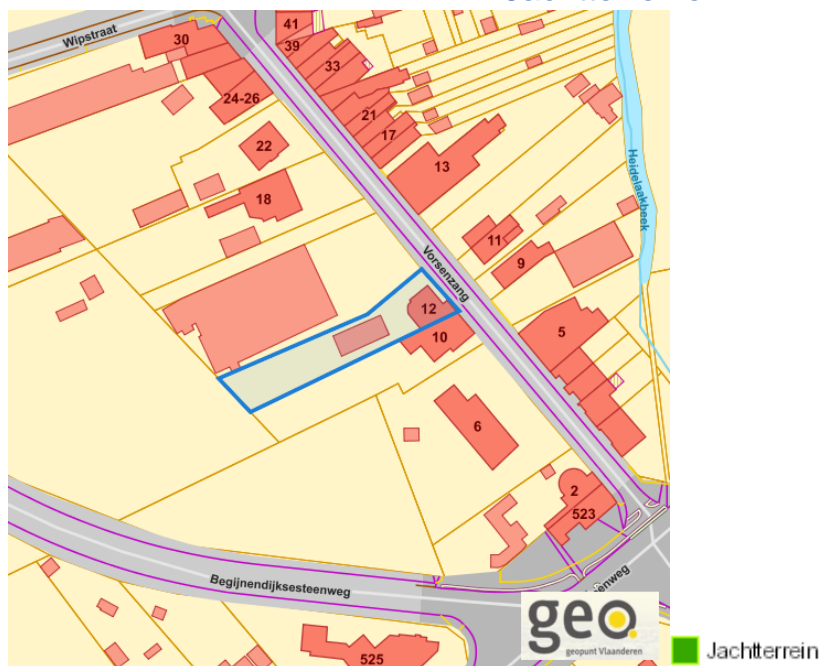 Wipstraat
30
41
39
33
24-26
21
17
22
13
18
Heidelaakbeek
11
9
Vorsenzang
12
10
5
6
2
523
Begijnendijksesteenweg
525
geo.
geopunt Vlaanderen
Jachtterrein